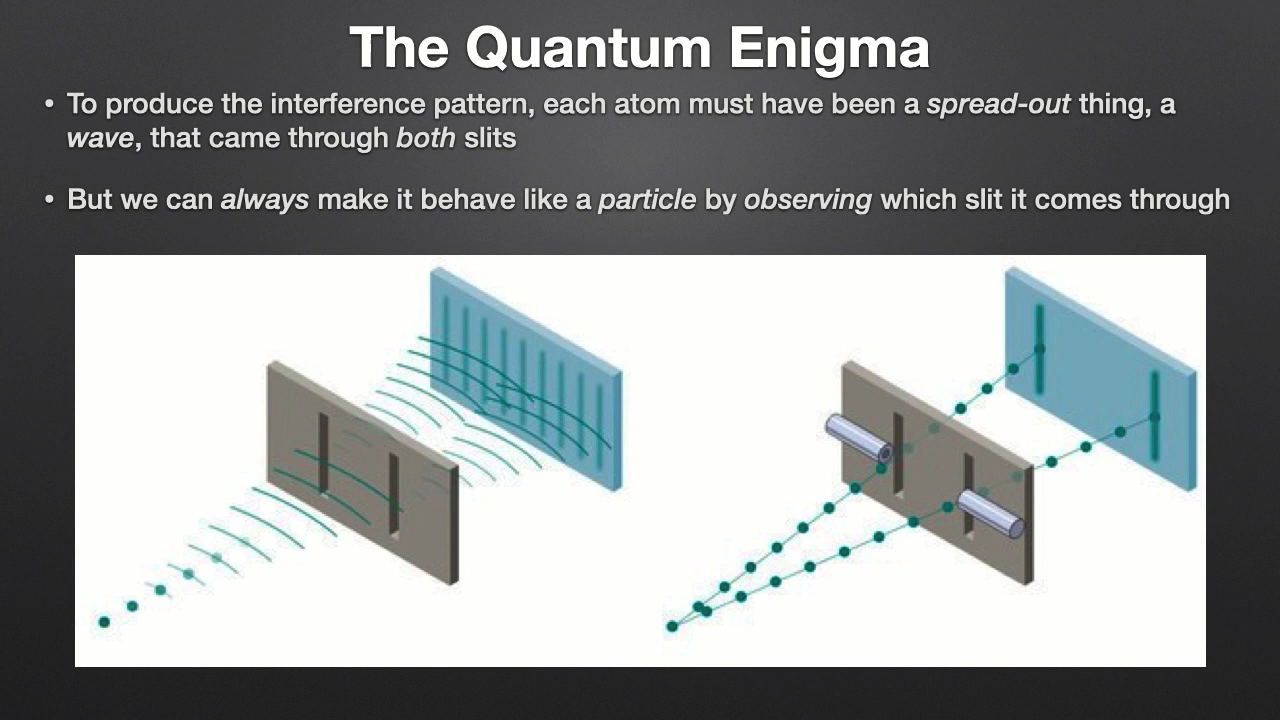 The Quantum Enigma
• To produce the interference pattern, each atom must have been a spread-out thing, a
wave, that came through both slits
• But we can always make it behave like a particle by observing which slit it comes through